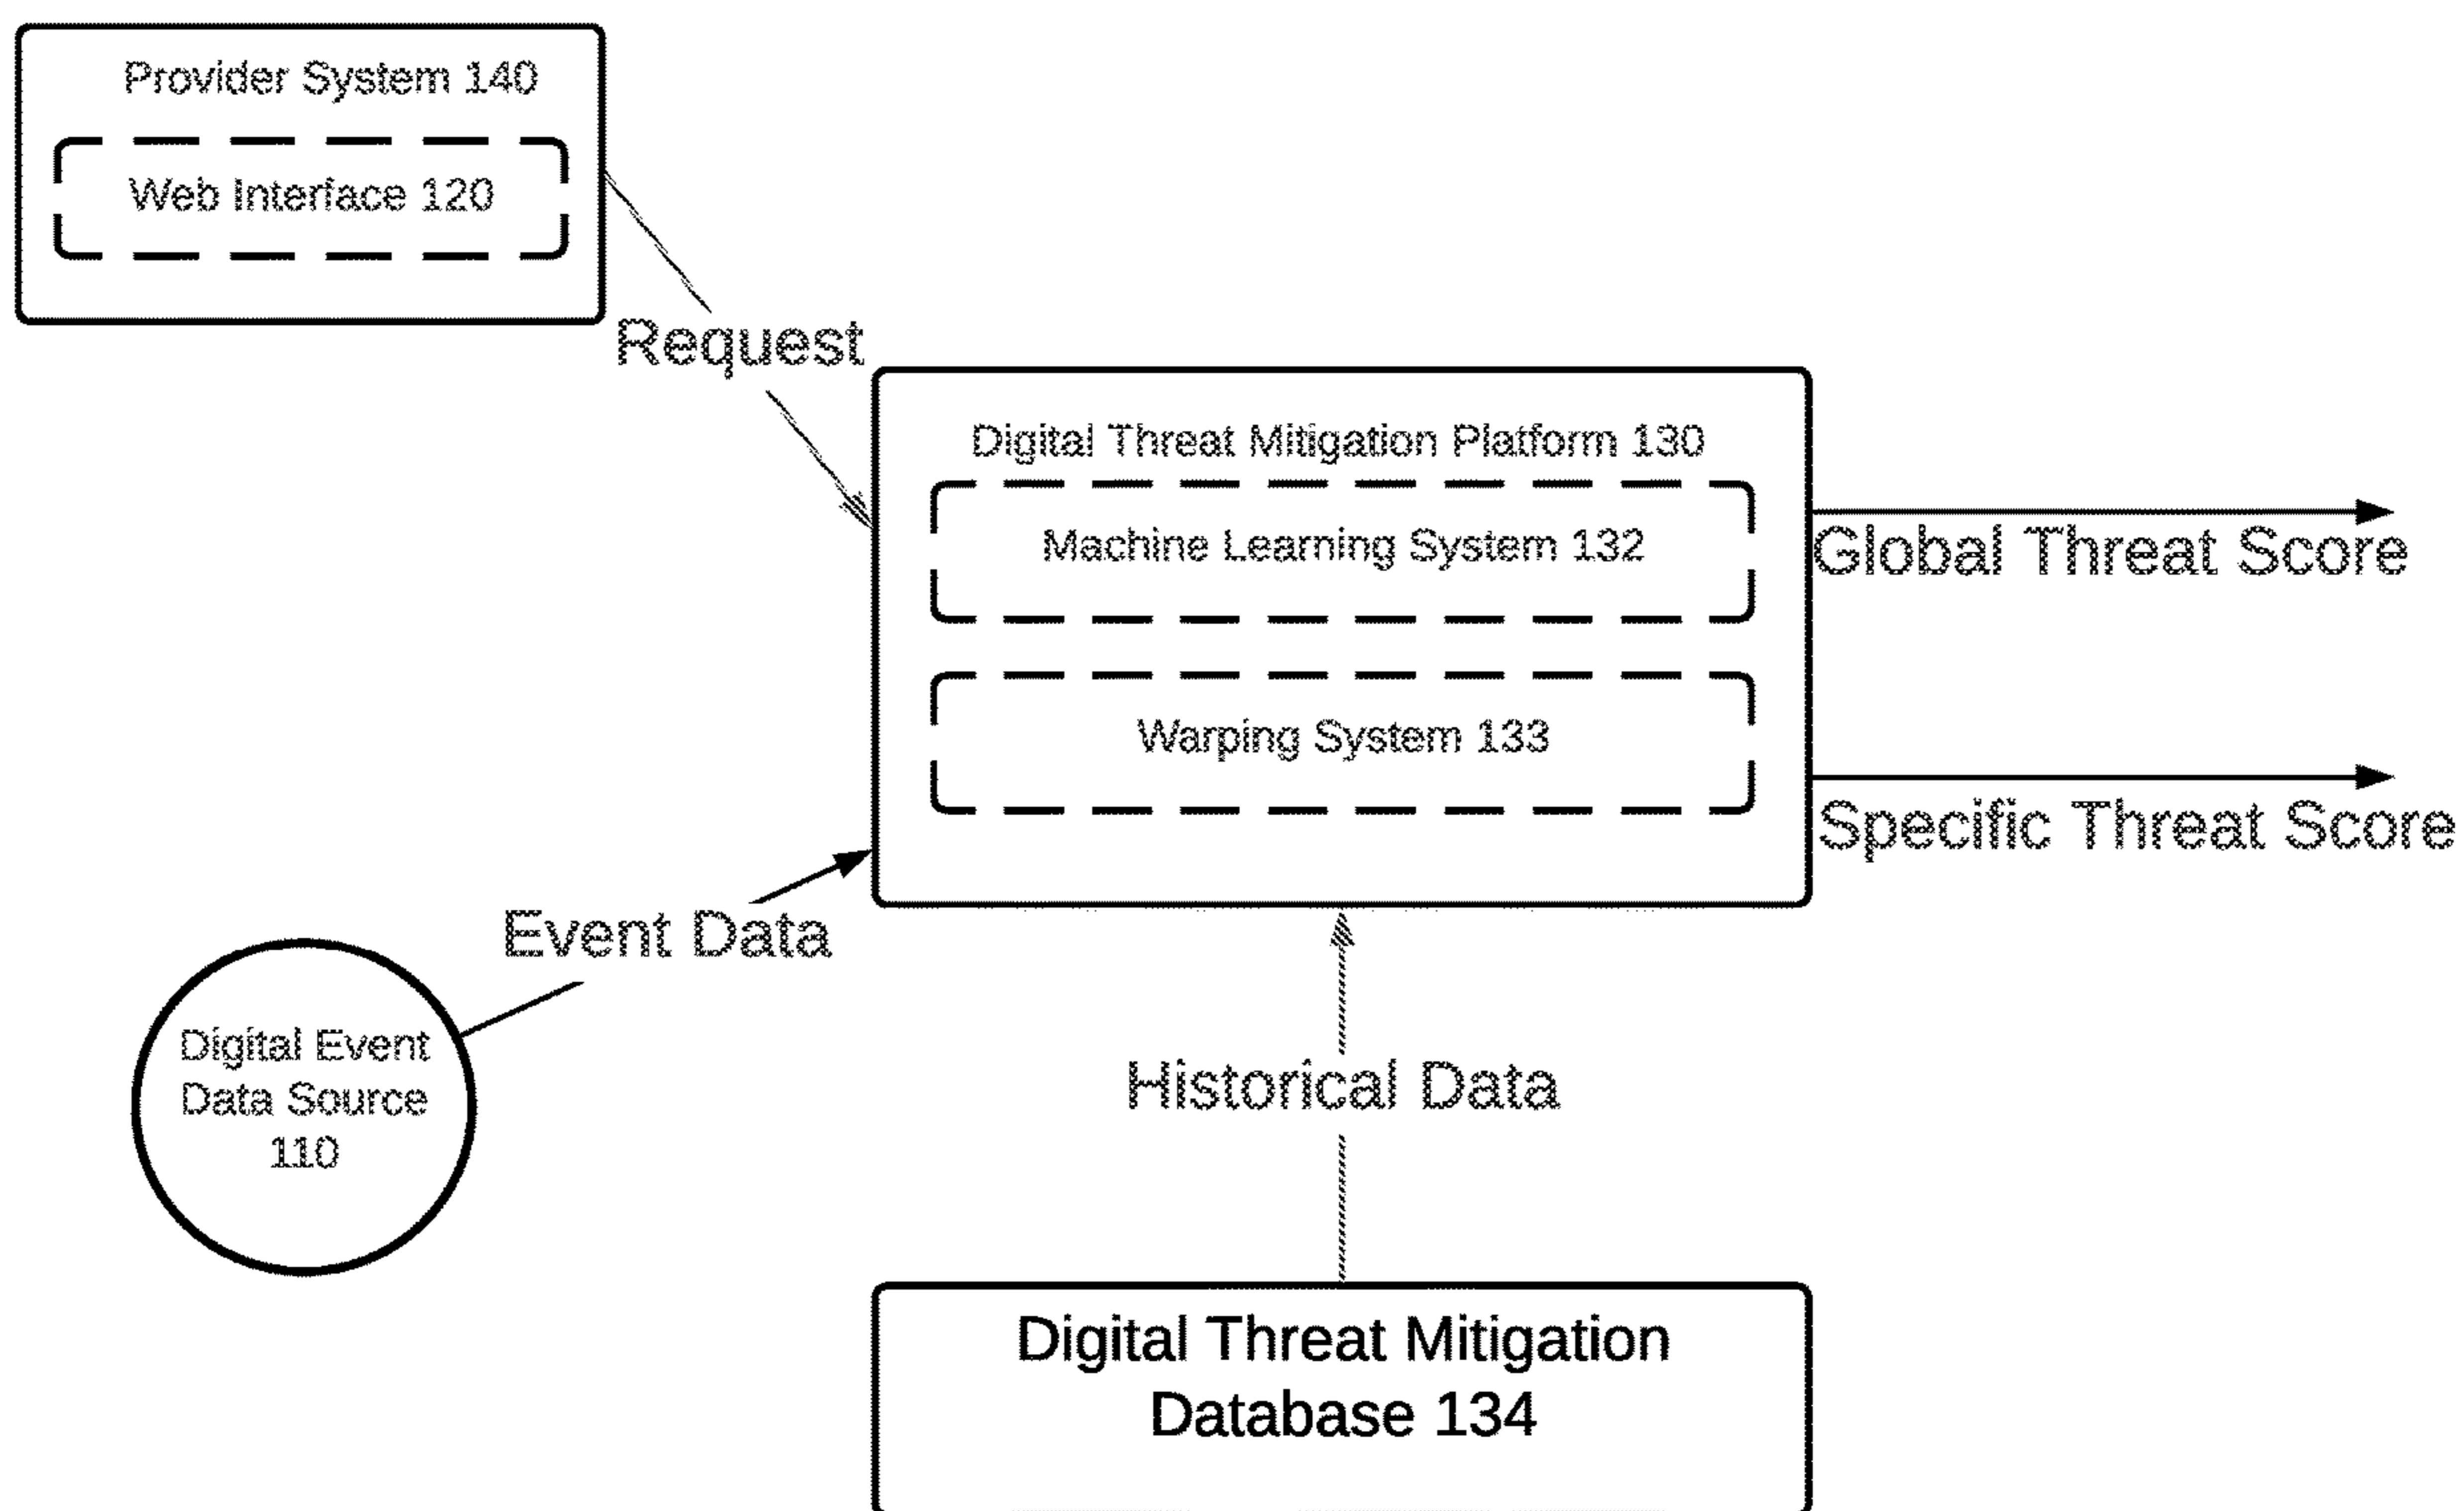 Provider System 140
Web Interface 120
Request
Digital Threat Mitigation Platform 130
Machine Learning System 132
Global Threat Score
Warping System 133
Specific Threat Score
Event Data
Digital Event
Data Source
110
Historical Data
Digital Threat Mitigation
Database 134